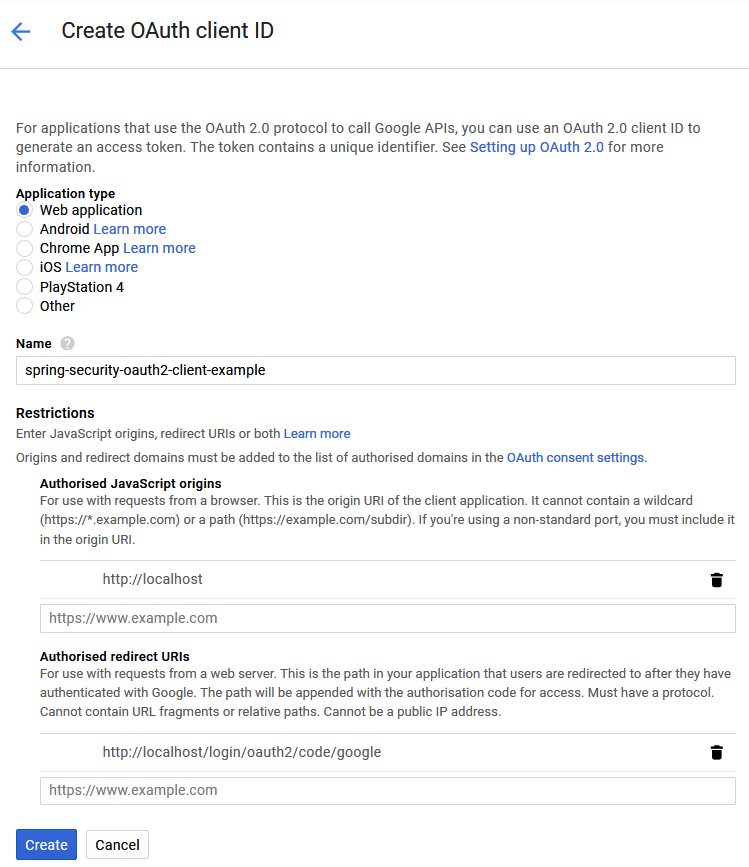 Create OAuth client ID
For applications that use the OAuth 2.0 protocol to call Google APIs, you can use an OAuth 2.0 client ID to
generate an access token. The token contains a unique identifier. See Setting up OAuth 2.0 for more
information.
Application type
Web application
Android Learn more
Chrome App Learn more
iOS Learn more
PlayStation 4
Other
Name ?
spring-security-oauth2-client-example
Restrictions
Enter JavaScript origins, redirect URIs or both Learn more
Origins and redirect domains must be added to the list of authorised domains in the OAuth consent settings.
Authorised JavaScript origins
For use with requests from a browser. This is the origin URI of the client application. It cannot contain a wildcard
(https://*.example.com) or a path (https://example.com/subdir). If you're using a non-standard port, you must include it
in the origin URI.
http://localhost
https://www.example.com
Authorised redirect URIs
For use with requests from a web server. This is the path in your application that users are redirected to after they have
authenticated with Google. The path will be appended with the authorisation code for access. Must have a protocol.
Cannot contain URL fragments or relative paths. Cannot be a public IP address.
http://localhost/login/oauth2/code/google
https://www.example.com
Create Cancel